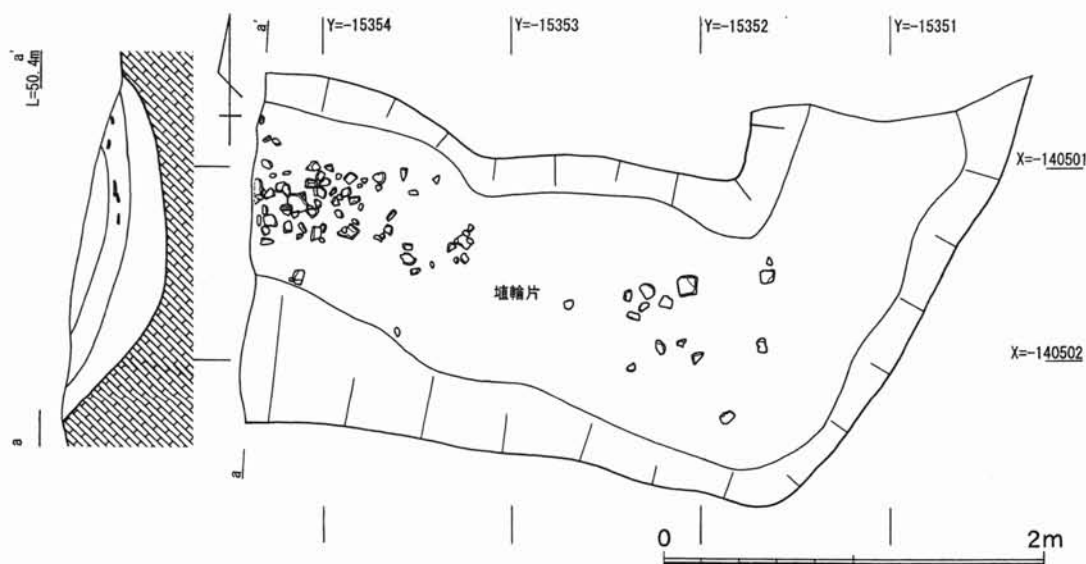 a'
L=50.4m
a
a'
Y=-15354
Y=-15353
Y=-15352
Y=-15351
X=-140501
埴輪片
X=-140502
a
0
2m